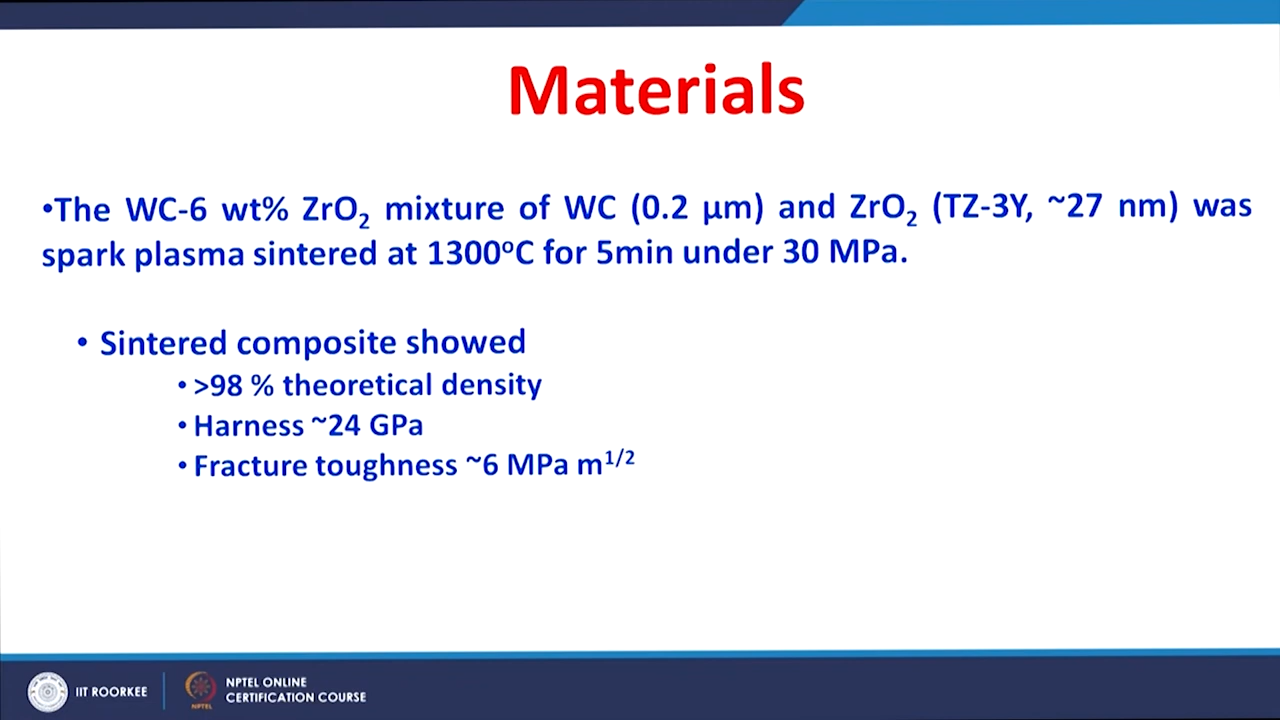 Materials
•The WC-6 wt% ZrO₂ mixture of WC (0.2 µm) and ZrO₂ (TZ-3Y, ~27 nm) was
spark plasma sintered at 1300ᵒC for 5min under 30 MPa.
• Sintered composite showed
• >98 % theoretical density
• Harness ~24 GPa
• Fracture toughness ~6 MPa m¹/²
IIT ROORKEE
NPTEL ONLINE
CERTIFICATION COURSE
NPTEL